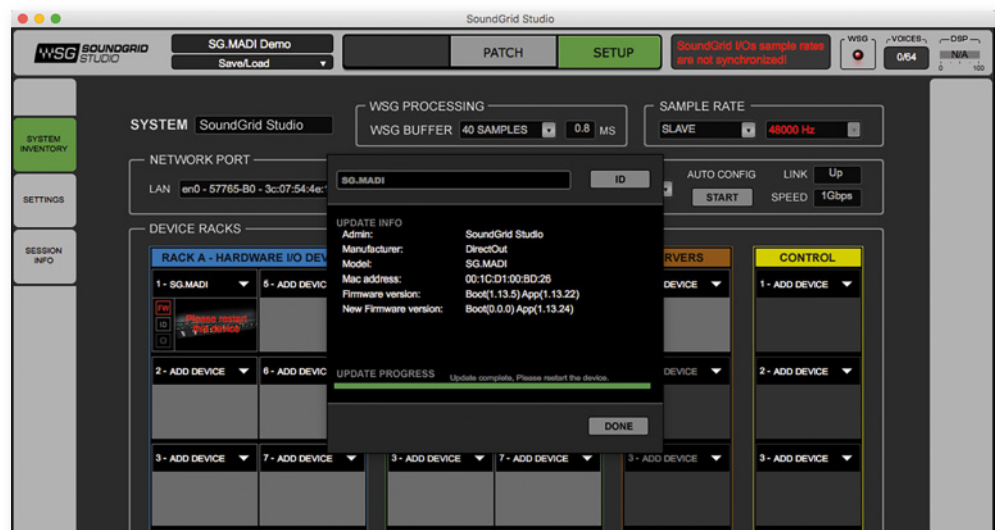 SoundGrid Studio
WSG SOUNDGRID STUDIO
SG.MADI Demo
Save/Load
PATCH
SETUP
SoundGrid I/Os sample rates
are not synchronized!
WSG
VOICES
0/64
DSP
N/A
0 100
SYSTEM
INVENTORY
SETTINGS
SESSION
INFO
SYSTEM SoundGrid Studio
WSG PROCESSING
WSG BUFFER 40 SAMPLES 0.8 MS
SAMPLE RATE
SLAVE 48000 Hz
NETWORK PORT
LAN en0 - 57765-B0 - 3c:07:54:4e:
AUTO CONFIG
START
LINK Up
SPEED 1Gbps
DEVICE RACKS
RACK A - HARDWARE I/O DEV
RVERS
CONTROL
1 - SG.MADI
5 - ADD DEVIC
DEVICE
1 - ADD DEVICE
FW
ID
Please restart
this device
2 - ADD DEVICE
6 - ADD DEVIC
DEVICE
2 - ADD DEVICE
3 - ADD DEVICE
7 - ADD DEVICE
3 - ADD DEVICE
7 - ADD DEVICE
3 - ADD DEVICE
3 - ADD DEVICE
SG.MADI
ID
UPDATE INFO
Admin: SoundGrid Studio
Manufacturer: DirectOut
Model: SG.MADI
Mac address: 00:1C:D1:00:BD:26
Firmware version: Boot(1.13.5) App(1.13.22)
New Firmware version: Boot(0.0.0) App(1.13.24)
UPDATE PROGRESS Update complete, Please restart the device.
DONE